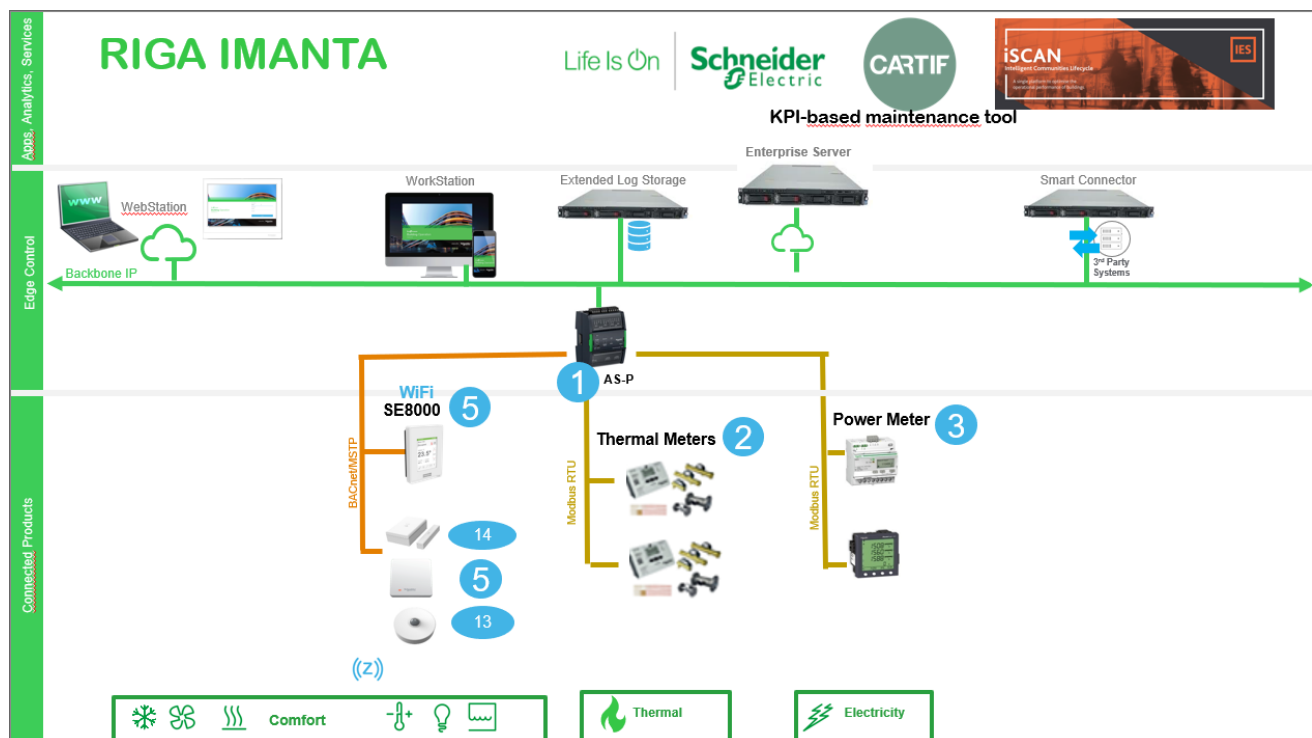 Apps, Analytics, Services
RIGA IMANTA
Life Is On
Schneider
Electric
CARTIF
iSCAN
Intelligent Communities Lifecycle
IES
KPI-based maintenance tool
Edge Control
WebStation
WorkStation
Extended Log Storage
Enterprise Server
Smart Connector
www
3rd Party
Systems
Backbone IP
1
AS-P
Connected Products
WiFi
SE8000
5
BACnet/MSTP
14
5
13
((Z))
Thermal Meters
2
Modbus RTU
Power Meter
3
Modbus RTU
Comfort
Thermal
Electricity